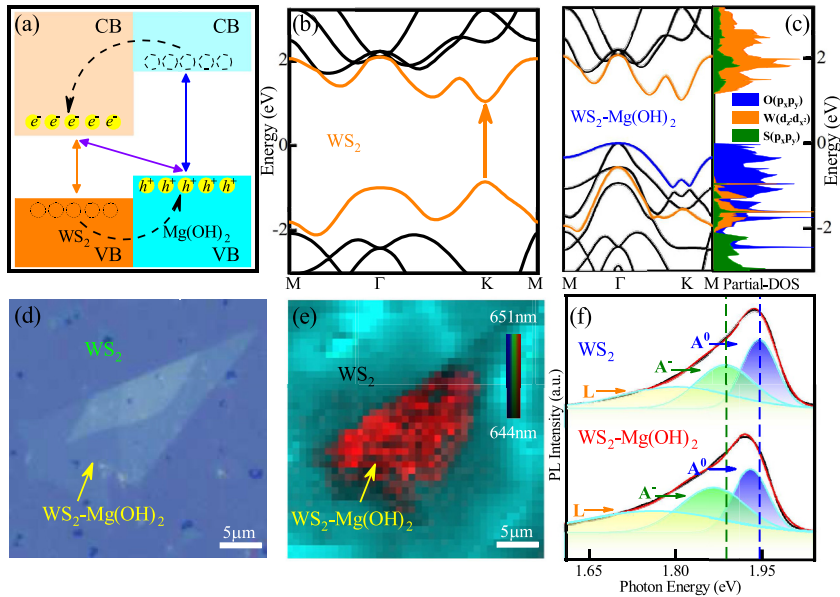 (a)
CB
CB
e⁻ e⁻ e⁻ e⁻ e⁻
h⁺ h⁺ h⁺ h⁺ h⁺
WS₂
Mg(OH)₂
VB
VB
(b)
Energy (eV)
2
0
-2
WS₂
M
Γ
K
M
(c)
WS₂-Mg(OH)₂
O(pₓpᵧ)
S(pₓpᵧ)
2
0
-2
Energy (eV)
M
Γ
K
M
Partial-DOS
(d)
WS₂
WS₂-Mg(OH)₂
5μm
(e)
651nm
WS₂
644nm
WS₂-Mg(OH)₂
5μm
(f)
WS₂
A⁰
A⁻
L
WS₂-Mg(OH)₂
A⁰
A⁻
L
PL Intensity (a.u.)
1.65
1.80
1.95
Photon Energy (eV)